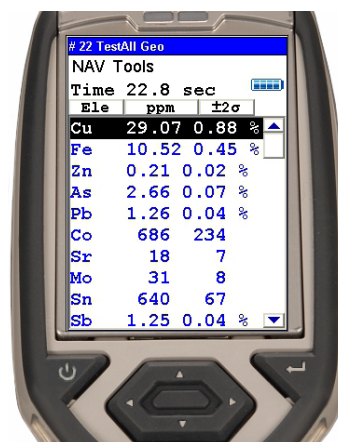 # 22 TestAll Geo
NAV Tools
Time 22.8 sec
Ele ppm ±2σ
Cu 29.07 0.88 %
Fe 10.52 0.45 %
Zn 0.21 0.02 %
As 2.66 0.07 %
Pb 1.26 0.04 %
Co 686 234
Sr 18 7
Mo 31 8
Sn 640 67
Sb 1.25 0.04 %